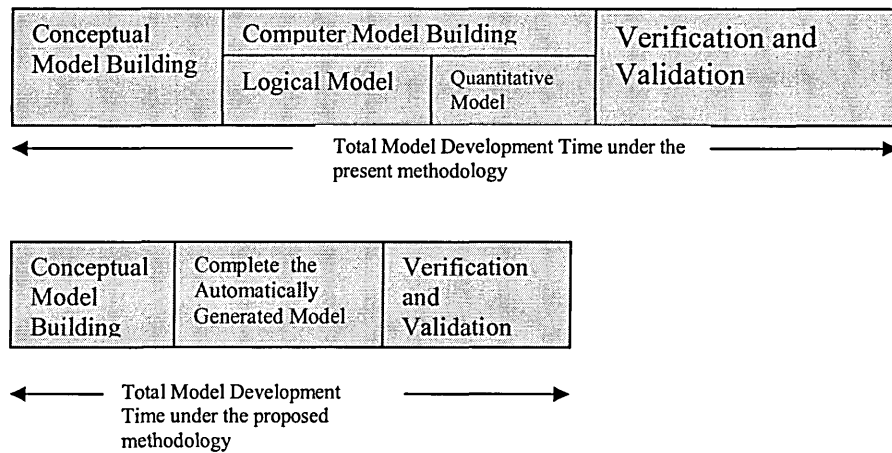 Conceptual
Model Building
Computer Model Building
Logical Model
Quantitative
Model
Verification and
Validation
Total Model Development Time under the
present methodology
Conceptual
Model
Building
Complete the
Automatically
Generated Model
Verification
and
Validation
Total Model Development
Time under the proposed
methodology